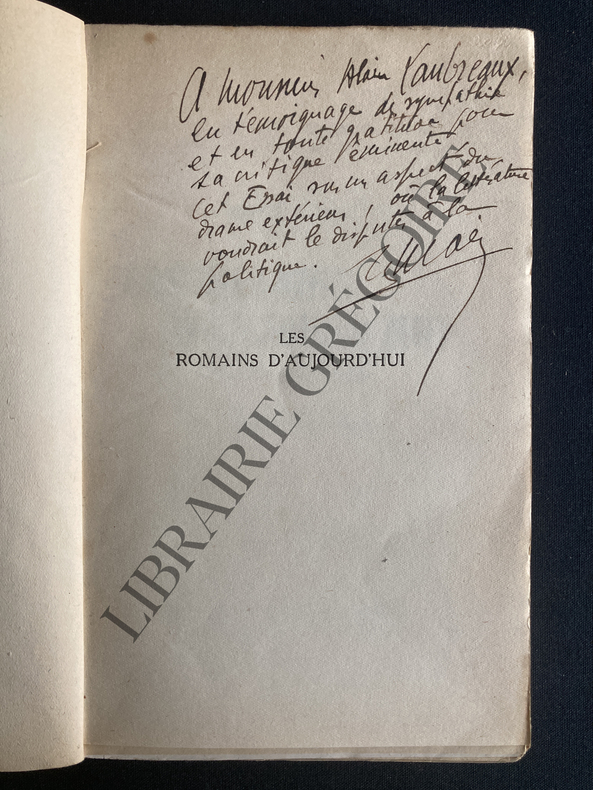 A Monsieur Alain Laubreaux,
en témoignage de sympathie
et en toute gratitude pour
sa critique éminente
cet Essai sur un aspect du
drame extérieur, où la littérature
voudrait le disputer à la
politique.
LES
ROMAINS D'AUJOURD'HUI
LIBRAIRIE GRÉGOIRE